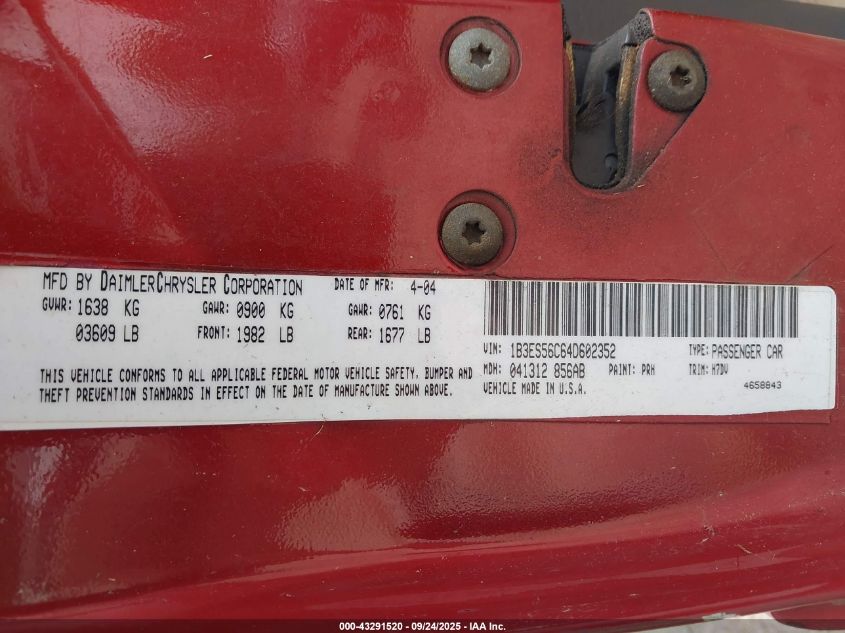 MFD BY DAIMLERCHRYSLER CORPORATION DATE OF MFR: 4-04
GVWR: 1638 KG GAWR: 0900 KG GAWR: 0761 KG
03609 LB FRONT: 1982 LB REAR: 1677 LB
VIN: 1B3ES56C64D602352 TYPE: PASSENGER CAR
THIS VEHICLE CONFORMS TO ALL APPLICABLE FEDERAL MOTOR VEHICLE SAFETY, BUMPER AND
THEFT PREVENTION STANDARDS IN EFFECT ON THE DATE OF MANUFACTURE SHOWN ABOVE.
MDH: 041312 856AB PAINT: PRH TRIM: H7DV
VEHICLE MADE IN U.S.A. 4658843
000-43291520 - 09/24/2025 - IAA Inc.